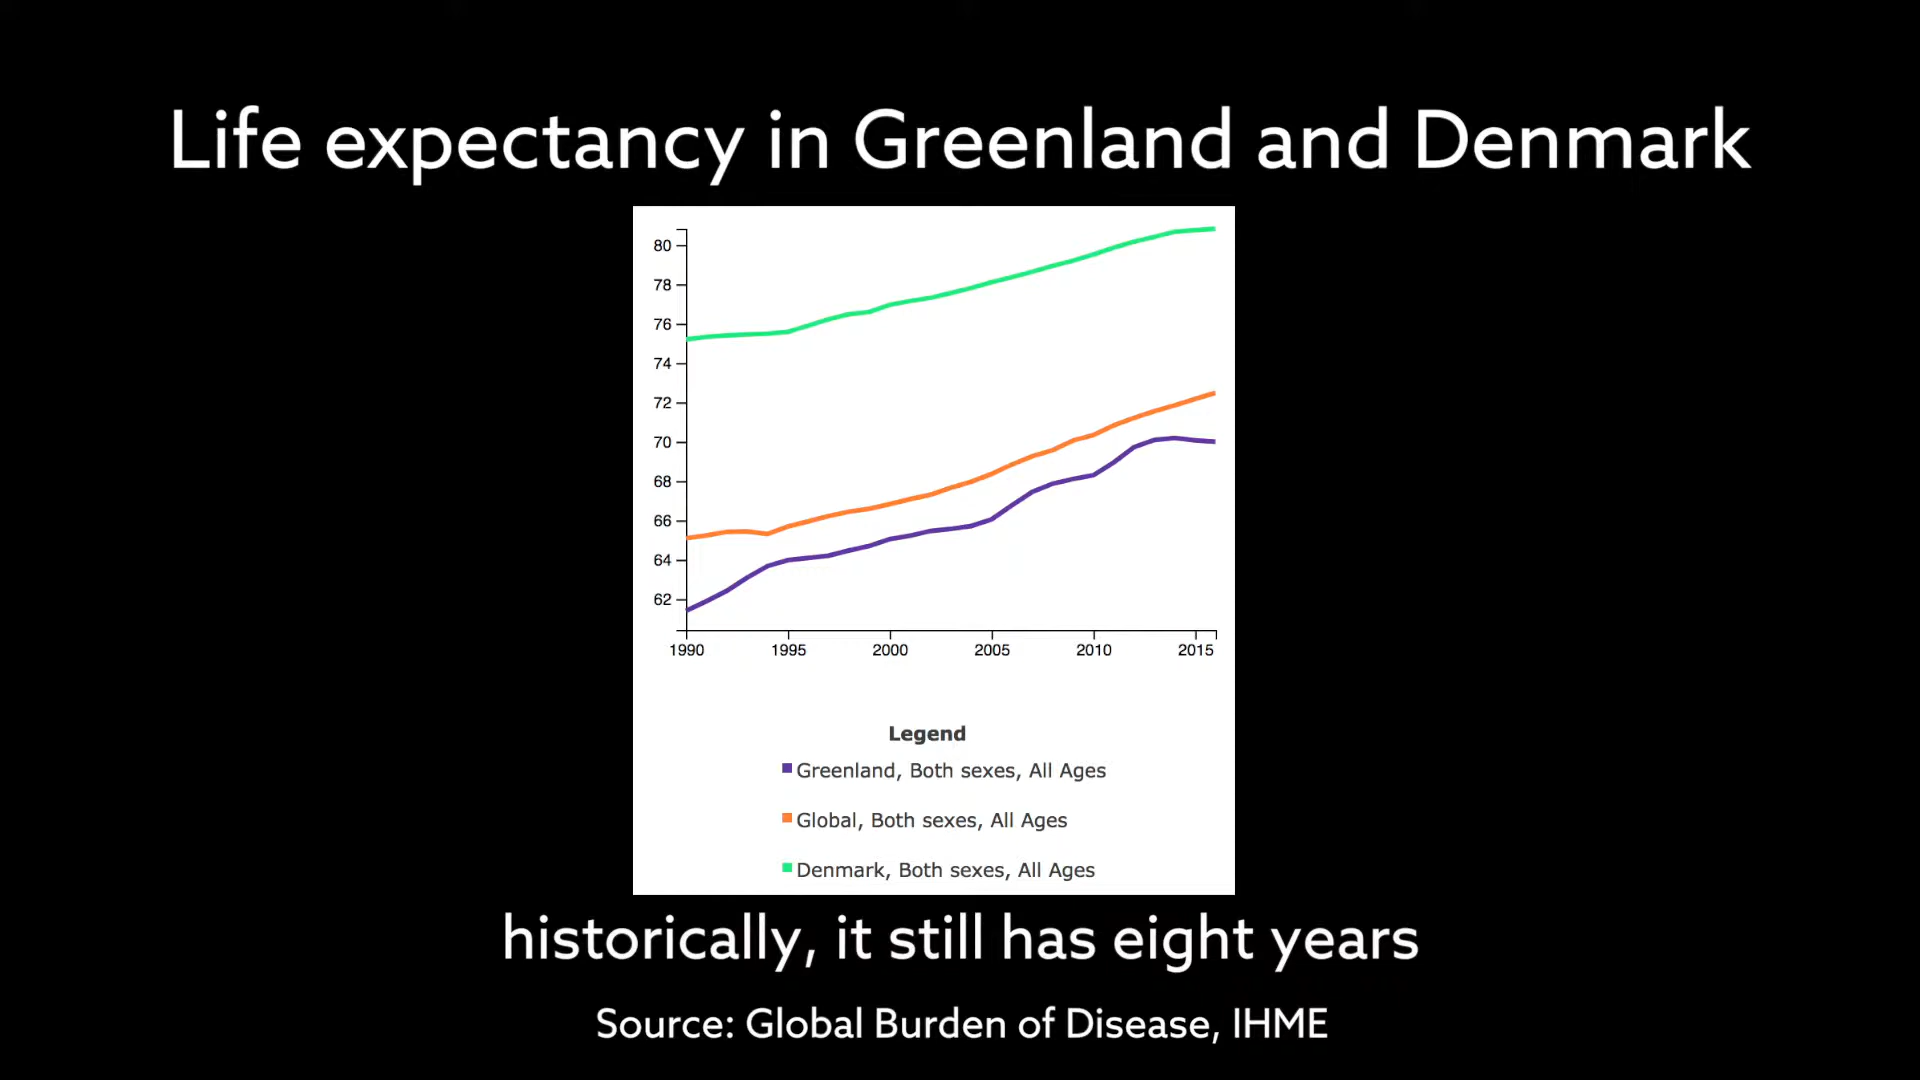 Life expectancy in Greenland and Denmark
80
78
76
74
72
70
68
66
64
62
1990 1995 2000 2005 2010 2015
Legend
Greenland, Both sexes, All Ages
Global, Both sexes, All Ages
Denmark, Both sexes, All Ages
historically, it still has eight years
Source: Global Burden of Disease, IHME